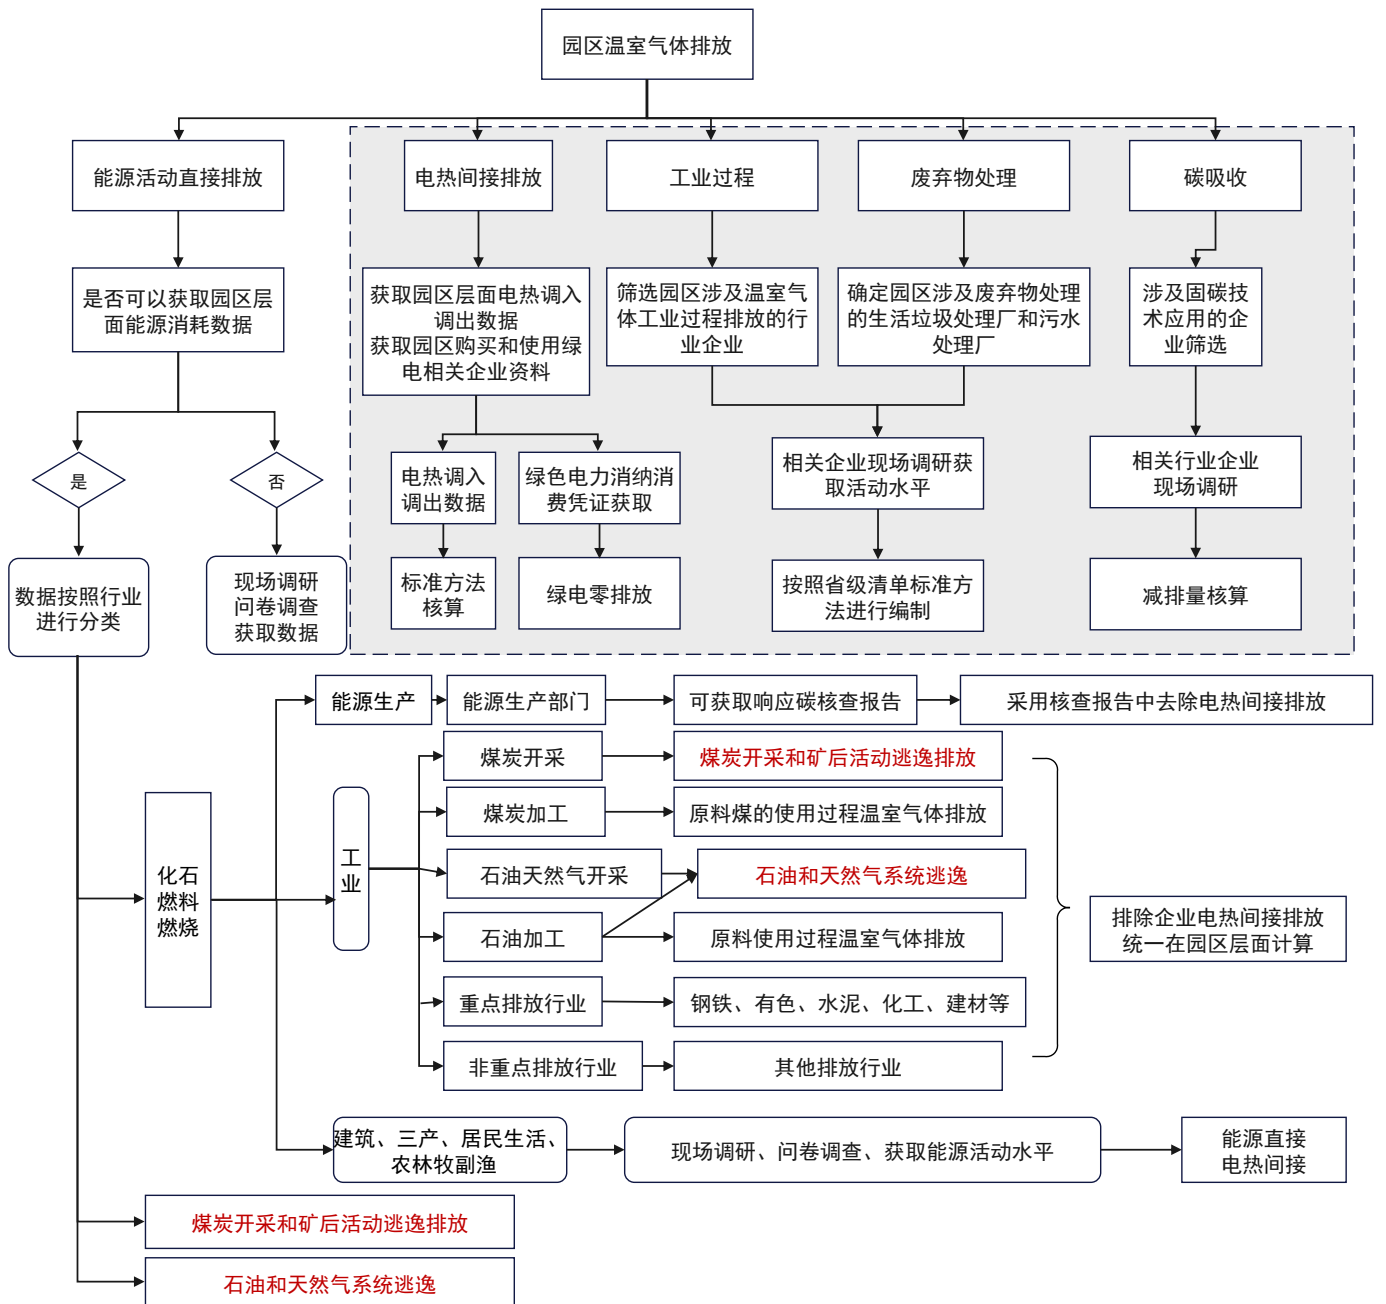 园区温室气体排放
能源活动直接排放
电热间接排放
工业过程
废弃物处理
碳吸收
是否可以获取园区层
面能源消耗数据
获取园区层面电热调入
调出数据
获取园区购买和使用绿
电相关企业资料
筛选园区涉及温室气
体工业过程排放的行
业企业
确定园区涉及废弃物处理
的生活垃圾处理厂和污水
处理厂
涉及固碳技
术应用的企
业筛选
是
否
电热调入
调出数据
绿色电力消纳消
费凭证获取
相关企业现场调研获
取活动水平
相关行业企业
现场调研
数据按照行业
进行分类
现场调研
问卷调查
获取数据
标准方法
核算
绿电零排放
按照省级清单标准方
法进行编制
减排量核算
能源生产
能源生产部门
可获取响应碳核查报告
采用核查报告中去除电热间接排放
煤炭开采
煤炭开采和矿后活动逃逸排放
煤炭加工
原料煤的使用过程温室气体排放
化石
燃料
燃烧
工
业
石油天然气开采
石油和天然气系统逃逸
石油加工
原料使用过程温室气体排放
排除企业电热间接排放
统一在园区层面计算
重点排放行业
钢铁、有色、水泥、化工、建材等
非重点排放行业
其他排放行业
建筑、三产、居民生活、
农林牧副渔
现场调研、问卷调查、获取能源活动水平
能源直接
电热间接
煤炭开采和矿后活动逃逸排放
石油和天然气系统逃逸